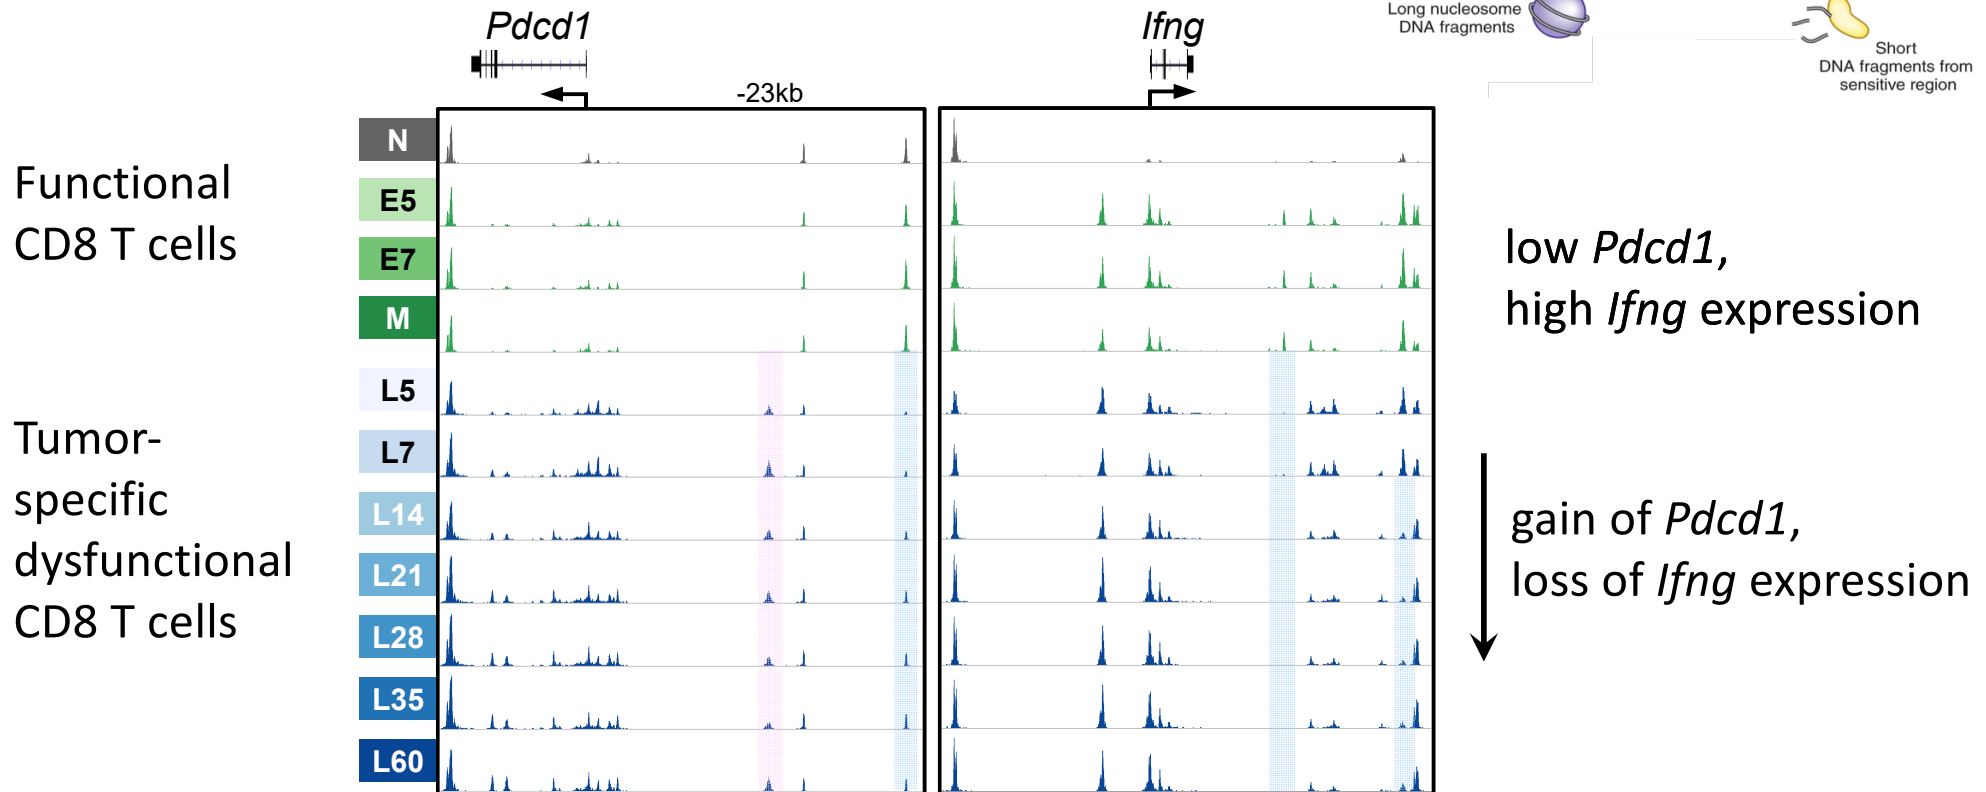 Pdcd1
Ifng
Long nucleosome
DNA fragments
Short
DNA fragments from
sensitive region
-23kb
Functional
CD8 T cells
N
E5
E7
M
low Pdcd1,
high Ifng expression
Tumor-
specific
dysfunctional
CD8 T cells
L5
L7
L14
L21
L28
L35
L60
gain of Pdcd1,
loss of Ifng expression